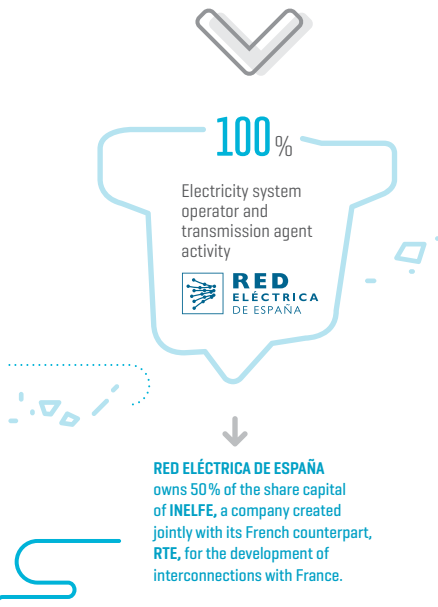 100%
Electricity system
operator and
transmission agent
activity
RED
ELÉCTRICA
DE ESPAÑA
RED ELÉCTRICA DE ESPAÑA
owns 50% of the share capital
of INELFE, a company created
jointly with its French counterpart,
RTE, for the development of
interconnections with France.